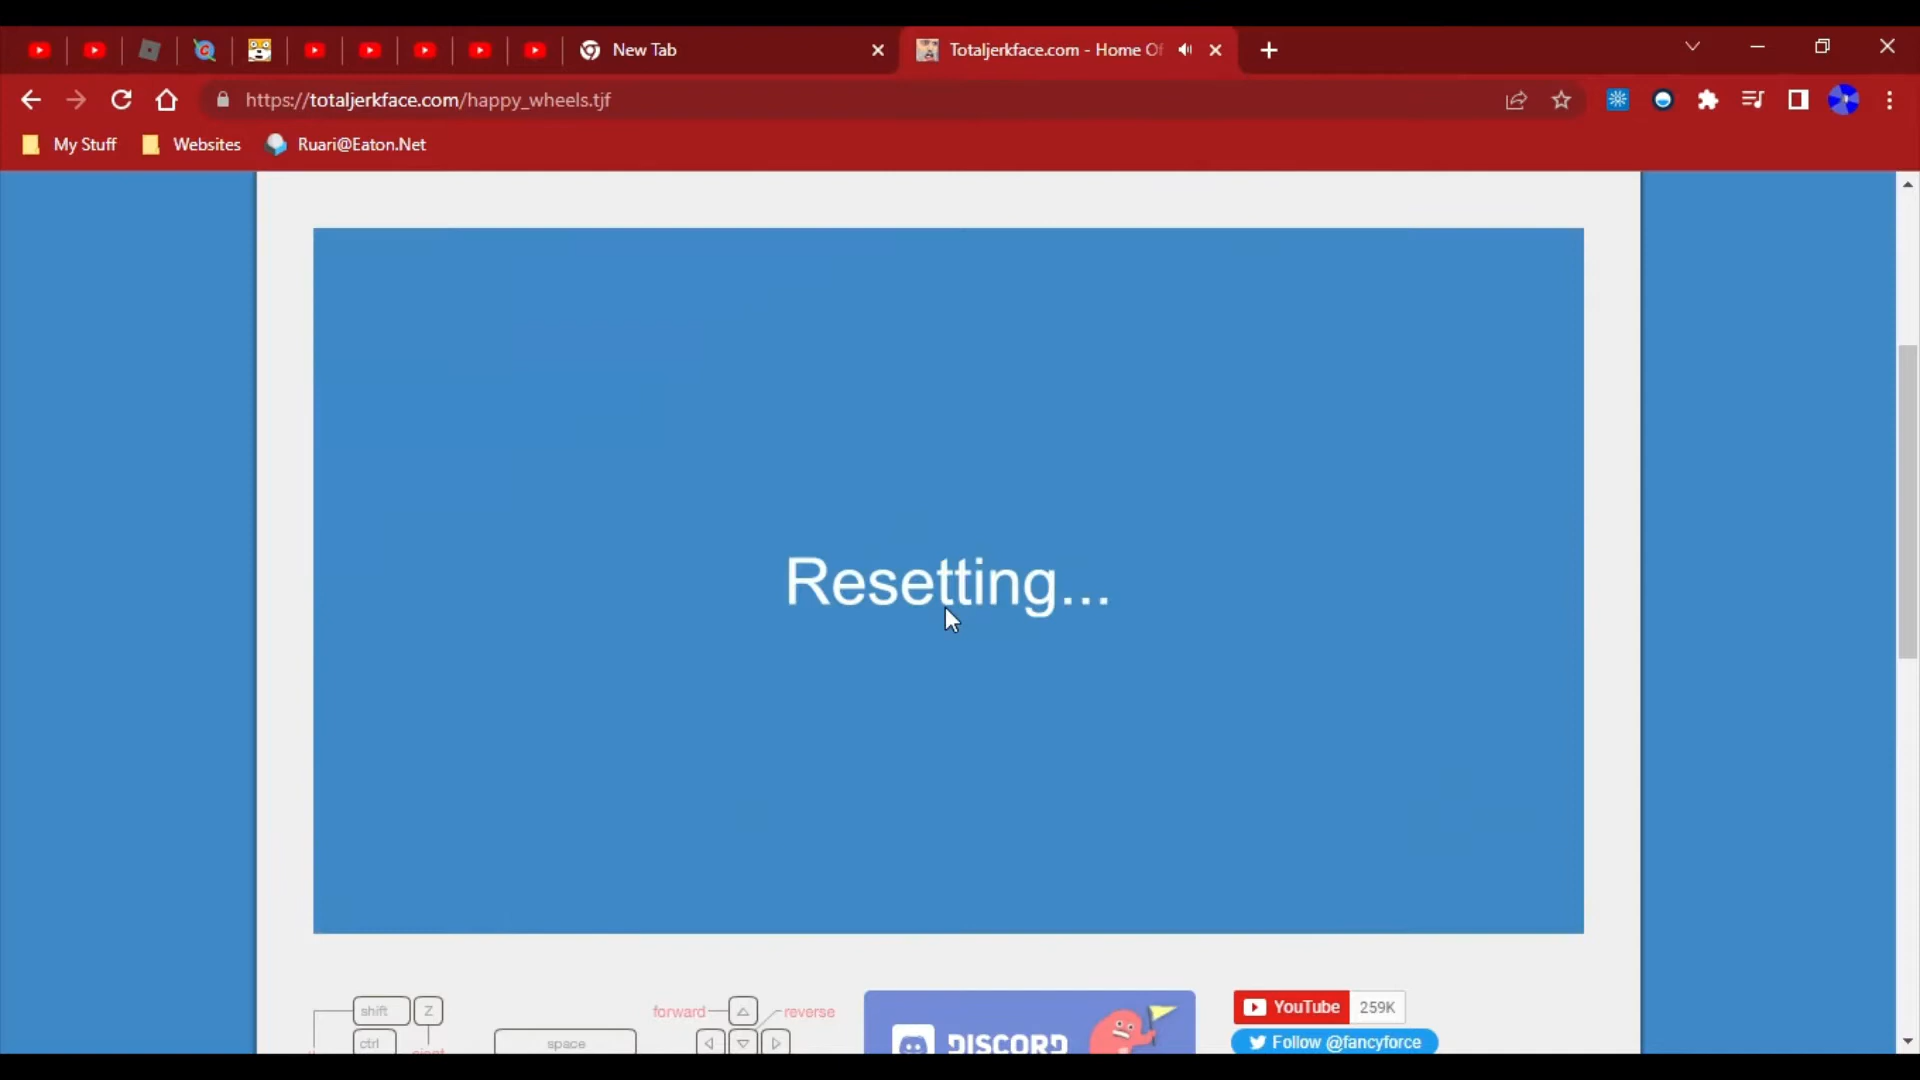 New Tab
Totaljerkface.com - Home Of
https://totaljerkface.com/happy_wheels.tjf
My Stuff
Websites
Ruari@Eaton.Net
Resetting...
shift
Z
forward
reverse
YouTube
259K
ctrl
space
DISCORD
Follow @fancyforce